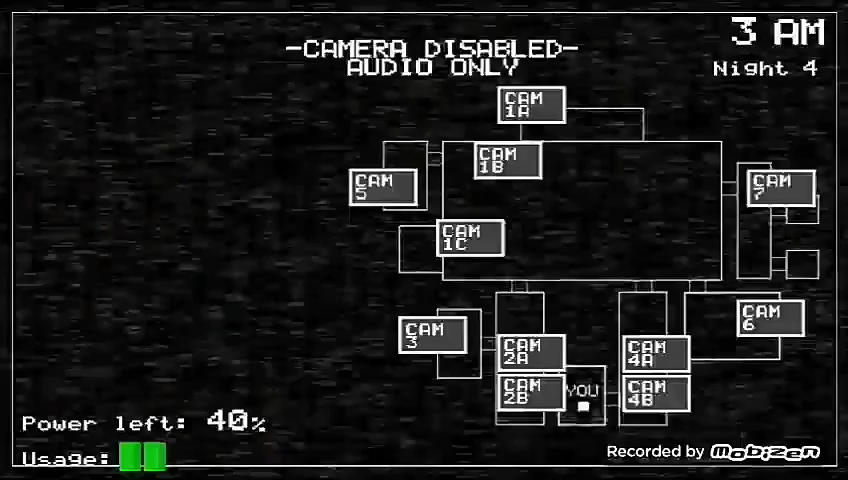 3 AM
-CAMERA DISABLED-
AUDIO ONLY
Night 4
CAM
1A
CAM
1B
CAM
5
CAM
7
CAM
1C
CAM
6
CAM
3
CAM
2A
CAM
4A
CAM
2B
YOU
CAM
4B
Power left: 40%
Usage:
Recorded by Mobizen